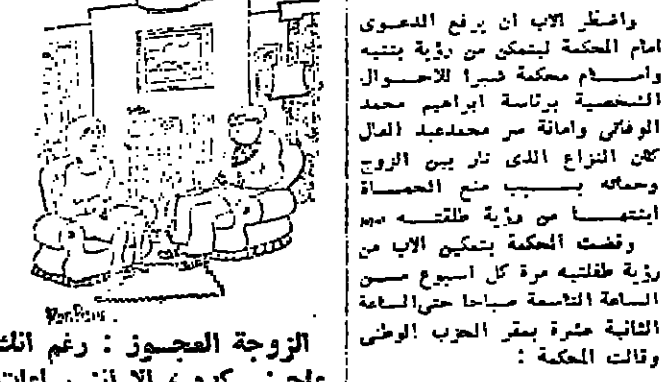 واضطر الاب ان يرفع الدعوى
امام المحكمة ليتمكن من رؤية بنتيه
وامام محكمة شبرا للاحوال
الشخصية برئاسة ابراهيم محمد
الوفائي وامانة سر محمد عبد العال
كان النزاع الذى ثار بين الزوج
وحماته بسبب منع الحماة
ابنتها من رؤية طفلتيه
وقضت المحكمة بتمكين الاب من
رؤية طفلتيه مرة كل اسبوع من
الساعة التاسعة صباحا حتى الساعة
الثانية عشرة بمقر الحزب الوطنى
وقالت المحكمة :
الزوجة العجوز : رغم انك